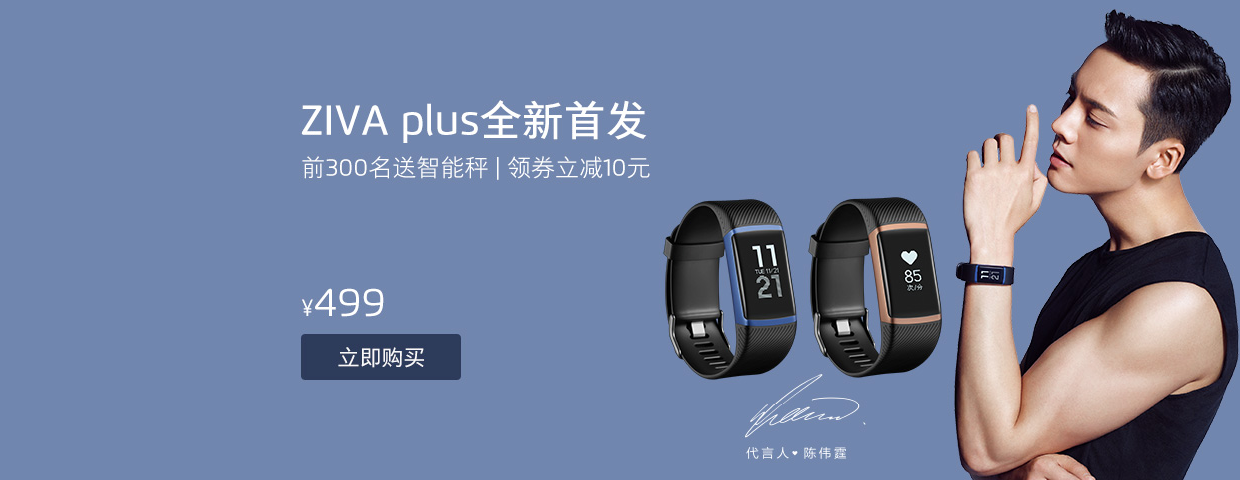 ZIVA plus全新首发
前300名送智能秤 | 领券立减10元
11
TUE 11/21
21
85
次/分
¥499
立即购买
代言人♥陈伟霆